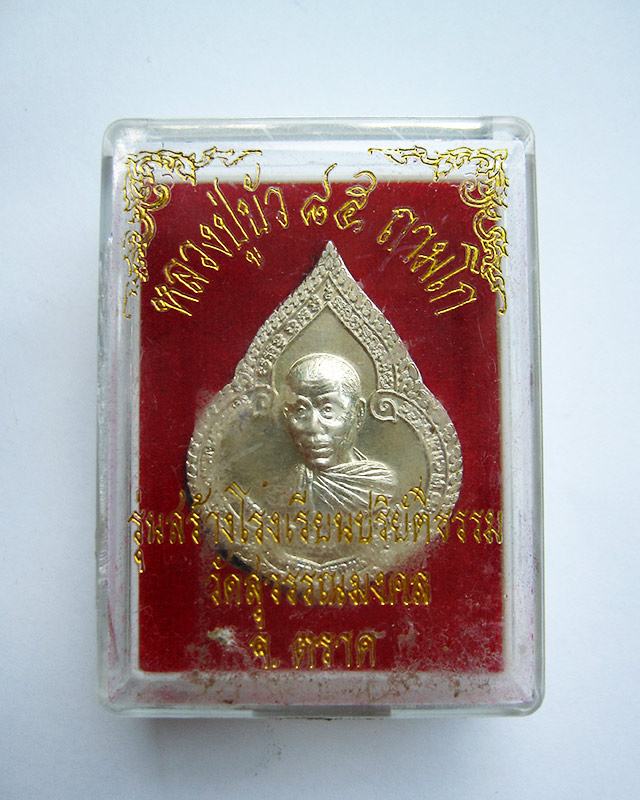 หลวงปู่บัว ๘๕ ถามโก
รุ่นสร้างโรงเรียนปริยัติธรรม
วัดสุวรรณมงคล
จ. ตราด